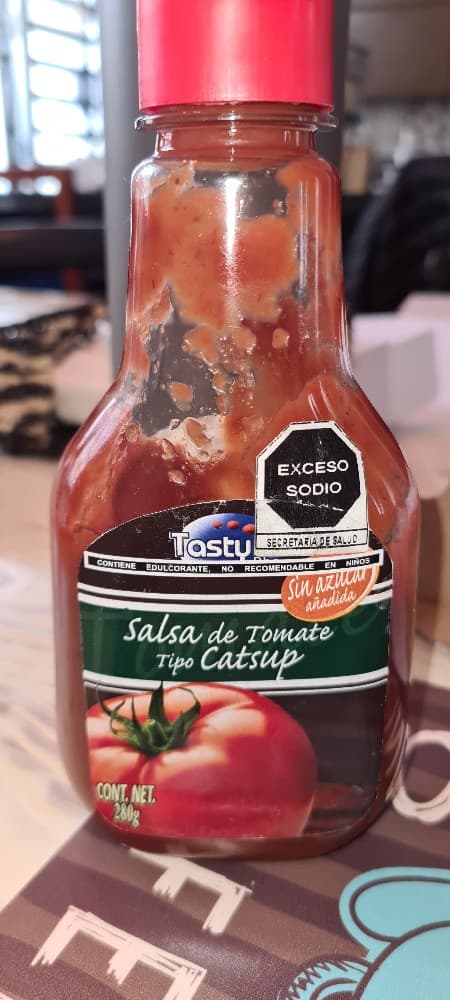 EXCESO
SODIO
SECRETARÍA DE SALUD
Tasty
CONTIENE EDULCORANTE, NO RECOMENDABLE EN NIÑOS
Sin azúcar
añadida
Salsa de Tomate
Tipo Catsup
CONT. NET.
280g